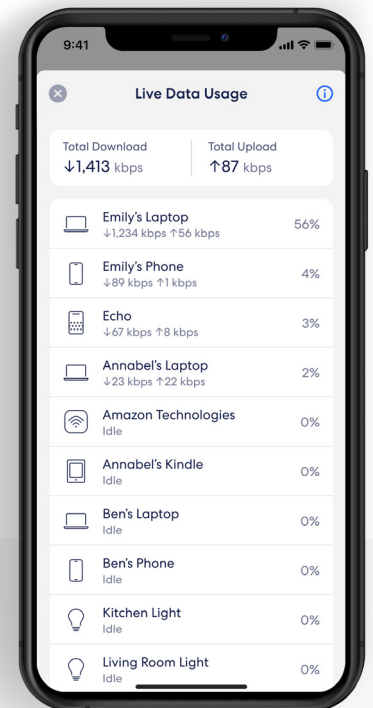 9:41
Live Data Usage
Total Download
↓1,413 kbps
Total Upload
↑87 kbps
Emily's Laptop
↓1,234 kbps ↑56 kbps
56%
Emily's Phone
↓89 kbps ↑1 kbps
4%
Echo
↓67 kbps ↑8 kbps
3%
Annabel's Laptop
↓23 kbps ↑22 kbps
2%
Amazon Technologies
Idle
0%
Annabel's Kindle
Idle
0%
Ben's Laptop
Idle
0%
Ben's Phone
Idle
0%
Kitchen Light
Idle
0%
Living Room Light
Idle
0%